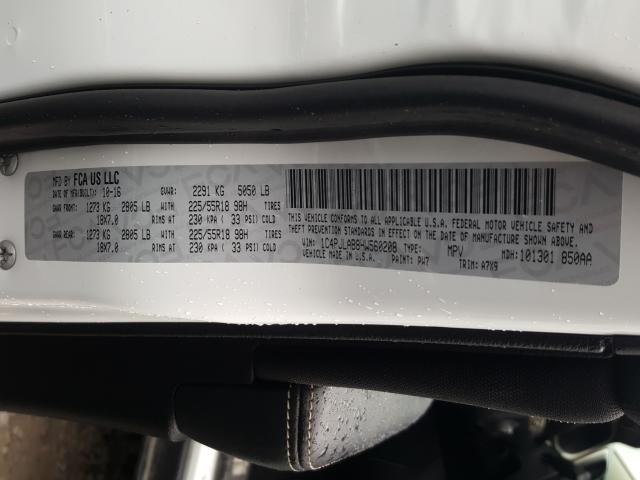 MFD BY FCA US LLC
DATE OF MFR(BUILT): 10-16 GVWR: 2291 KG 5050 LB
GAWR FRONT: 1273 KG 2805 LB 225/55R18 98H TIRES
18X7.0 RIMS AT 230 KPA ( 33 PSI) COLD
GAWR REAR: 1273 KG 2805 LB 225/55R18 98H TIRES
18X7.0 RIMS AT 230 KPA ( 33 PSI) COLD
THIS VEHICLE CONFORMS TO ALL APPLICABLE U.S.A. FEDERAL MOTOR VEHICLE SAFETY AND
THEFT PREVENTION STANDARDS IN EFFECT ON THE DATE OF MANUFACTURE SHOWN ABOVE.
VIN: 1C4PJLAB8HW560208 TYPE: MPV MDH: 101301 850AA
VEHICLE MADE IN U.S.A. PAINT: PW7 TRIM: A7X9